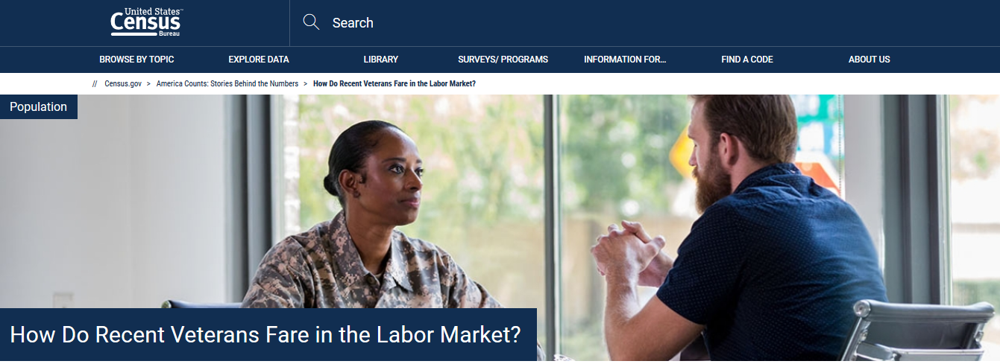 United States™
Census
Bureau
Search
BROWSE BY TOPIC EXPLORE DATA LIBRARY SURVEYS/ PROGRAMS INFORMATION FOR... FIND A CODE ABOUT US
// Census.gov > America Counts: Stories Behind the Numbers > How Do Recent Veterans Fare in the Labor Market?
Population
How Do Recent Veterans Fare in the Labor Market?